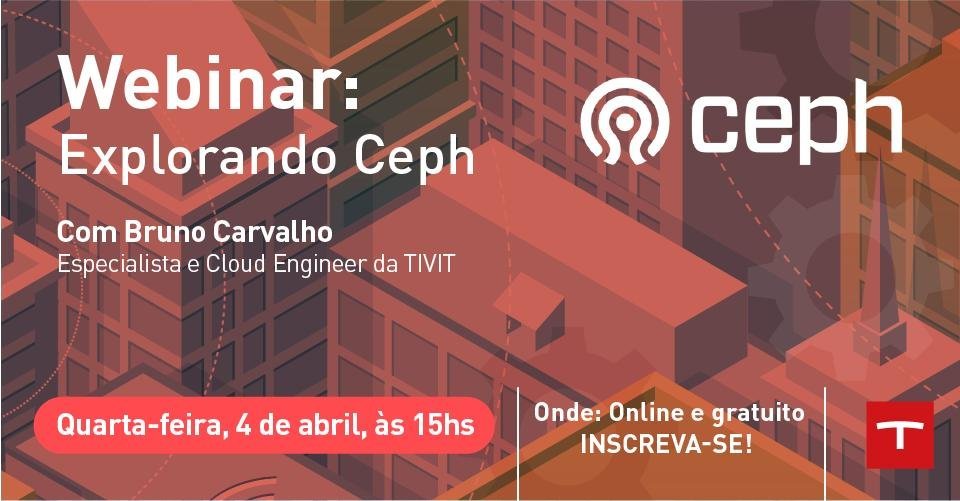 Webinar:
Explorando Ceph
ceph
Com Bruno Carvalho
Especialista e Cloud Engineer da TIVIT
Quarta-feira, 4 de abril, às 15hs
Onde: Online e gratuito
INSCREVA-SE!
T